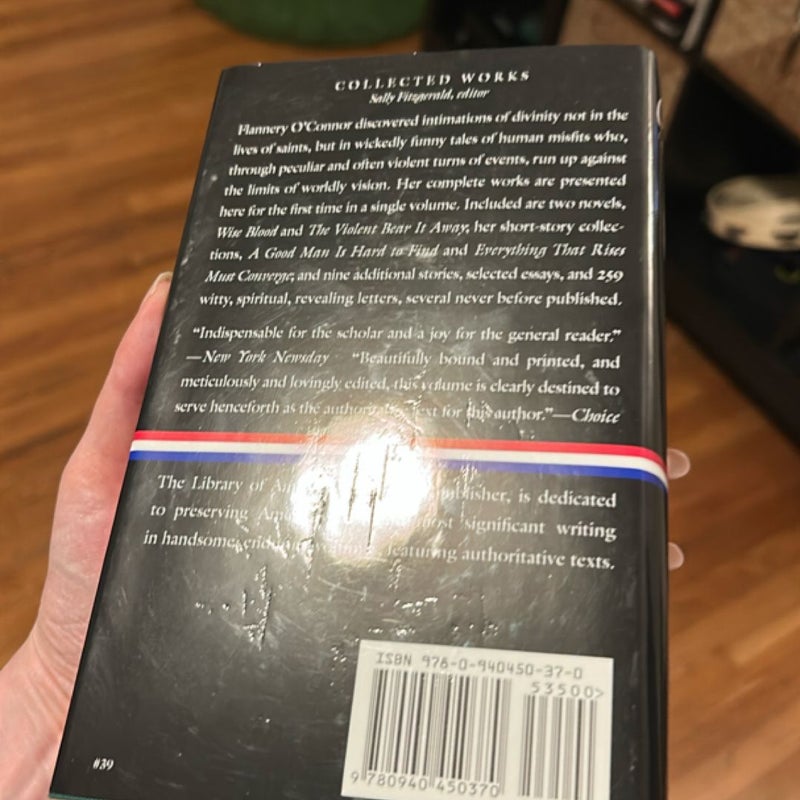 COLLECTED WORKS
Sally Fitzgerald, editor
Flannery O'Connor discovered intimations of divinity not in the
lives of saints, but in wickedly funny tales of human misfits who,
through peculiar and often violent turns of events, run up against
the limits of worldly vision. Her complete works are presented
here for the first time in a single volume. Included are two novels,
Wise Blood and The Violent Bear It Away, her short-story collec-
tions, A Good Man Is Hard to Find and Everything That Rises
Must Converge, and nine additional stories, selected essays, and 259
witty, spiritual, revealing letters, several never before published.
"Indispensable for the scholar and a joy for the general reader."
—New York Newsday "Beautifully bound and printed, and
meticulously and lovingly edited, this volume is clearly destined to
serve henceforth as the text for this author."—Choice
The Library of is dedicated
to preserving most significant writing
in handsome, featuring authoritative texts.
ISBN 978-0-940450-37-0
53500>
9 780940 450370
#39